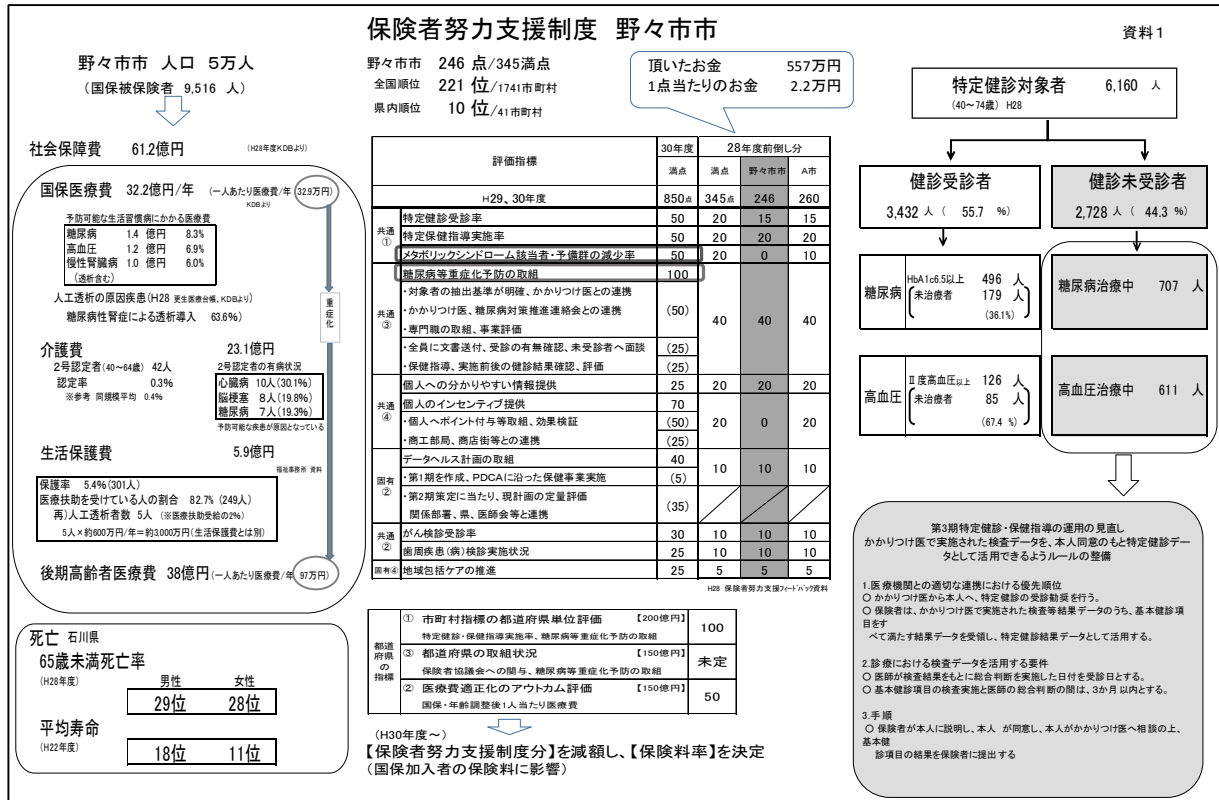 保険者努力支援制度 野々市市
資料1
野々市市 人口 5万人
(国保被保険者 9,516 人)
野々市市 246 点/345満点
全国順位 221 位/1741市町村
県内順位 10 位/41市町村
頂いたお金 557万円
1点当たりのお金 2.2万円
社会保障費 61.2億円 (H28年度KDBより)
国保医療費 32.2億円/年 (一人あたり医療費/年 32.9万円)
KDBより
予防可能な生活習慣病にかかる医療費
糖尿病 1.4 億円 8.3%
高血圧 1.2 億円 6.9%
慢性腎臓病 1.0 億円 6.0%
(透析含む)
人工透析の原因疾患(H28 更生医療台帳、KDBより)
糖尿病性腎症による透析導入 63.6%)
重症化
介護費 23.1億円
2号認定者(40~64歳) 42人
認定率 0.3%
※参考 同規模平均 0.4%
2号認定者の有病状況
心臓病 10人(30.1%)
脳梗塞 8人(19.8%)
糖尿病 7人(19.3%)
予防可能な疾患が原因となっている
生活保護費 5.9億円
福祉事務所 資料
保護率 5.4%(301人)
医療扶助を受けている人の割合 82.7%(249人)
再)人工透析者数 5人 (※医療扶助受給の2%)
5人×約600万円/年=約3,000万円(生活保護費とは別)
後期高齢者医療費 38億円(一人あたり医療費/年 97万円)
死亡 石川県
65歳未満死亡率
(H28年度) 男性 女性
29位 28位
平均寿命
(H22年度)
18位 11位
評価指標 30年度 28年度前倒し分
満点 満点 野々市市 A市
H29、30年度 850点 345点 246 260
共通① 特定健診受診率 50 20 15 15
特定保健指導実施率 50 20 20 20
メタボリックシンドローム該当者・予備群の減少率 50 20 0 10
共通③ 糖尿病等重症化予防の取組 100 40 40 40
・対象者の抽出基準が明確、かかりつけ医との連携
・かかりつけ医、糖尿病対策推進連絡会との連携 (50)
・専門職の取組、事業評価
・全員に文書送付、受診の有無確認、未受診者へ面談 (25)
・保健指導、実施前後の健診結果確認、評価 (25)
共通④ 個人への分かりやすい情報提供 25 20 20 20
個人のインセンティブ提供 70 20 0 20
・個人へポイント付与等取組、効果検証 (50)
・商工部局、商店街等との連携 (25)
固有② データヘルス計画の取組 40 10 10 10
・第1期を作成、PDCAに沿った保健事業実施 (5)
・第2期策定に当たり、現計画の定量評価 (35)
関係部署、県、医師会等と連携
共通② がん検診受診率 30 10 10 10
歯周疾患(病)検診実施状況 25 10 10 10
固有④ 地域包括ケアの推進 25 5 5 5
H28 保険者努力支援フィードバック資料
都道府県の指標
① 市町村指標の都道府県単位評価 【200億円】 100
特定健診・保健指導実施率、糖尿病等重症化予防の取組
③ 都道府県の取組状況 【150億円】 未定
保険者協議会への関与、糖尿病等重症化予防の取組
② 医療費適正化のアウトカム評価 【150億円】 50
国保・年齢調整後1人当たり医療費
(H30年度~)
【保険者努力支援制度分】を減額し、【保険料率】を決定
(国保加入者の保険料に影響)
特定健診対象者 6,160 人
(40~74歳) H28
健診受診者
3,432 人 ( 55.7 %)
健診未受診者
2,728 人 ( 44.3 %)
糖尿病
HbA1c6.5以上 496 人
未治療者 179 人
(36.1%)
糖尿病治療中 707 人
高血圧
Ⅱ度高血圧以上 126 人
未治療者 85 人
(67.4 %)
高血圧治療中 611 人
第3期特定健診・保健指導の運用の見直し
かかりつけ医で実施された検査データを、本人同意のもと特定健診デー
タとして活用できるようルールの整備
1.医療機関との適切な連携における優先順位
○ かかりつけ医から本人へ、特定健診の受診勧奨を行う。
○ 保険者は、かかりつけ医で実施された検査等結果データのうち、基本健診項
目をす
べて満たす結果データを受領し、特定健診結果データとして活用する。
2.診療における検査データを活用する要件
○ 医師が検査結果をもとに総合判断を実施した日付を受診日とする。
○ 基本健診項目の検査実施と医師の総合判断の間は、3か月以内とする。
3.手順
○ 保険者が本人に説明し、本人 が同意し、本人がかかりつけ医へ相談の上、
基本健
診項目の結果を保険者に提出する